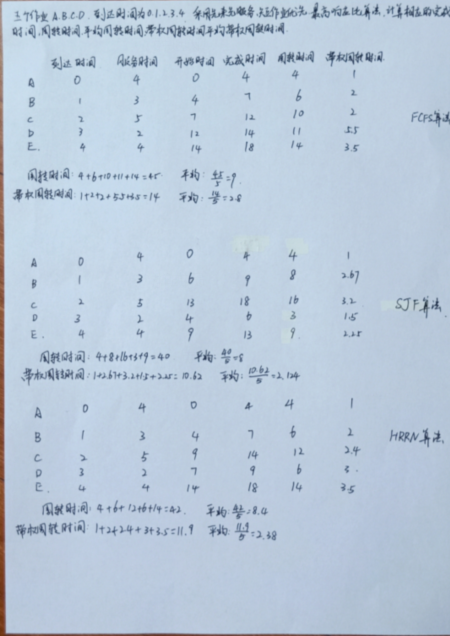 三个作业 A.B.C.D. 到达时间为0.1.2.3.4. 采用先来先服务,短作业优先,最高响应比算法,计算相应的完成
时间,周转时间,平均周转时间,带权周转时间平均带权周转时间.
到达时间 服务时间 开始时间 完成时间 周转时间 带权周转时间.
A 0 4 0 4 4 1
B 1 3 4 7 6 2
C 2 5 7 12 10 2 FCFS算法
D 3 2 12 14 11 5.5
E. 4 4 14 18 14 3.5
周转时间: 4+6+10+11+14=45 平均: 45/5=9.
带权周转时间: 1+2+2+5.5+3.5=14 平均: 14/5=2.8
A 0 4 0 4 4 1
B 1 3 6 9 8 2.67
C 2 5 13 18 16 3.2 SJF算法.
D 3 2 4 6 3 1.5
E. 4 4 9 13 9. 2.25
周转时间: 4+8+16+3+9=40 平均: 40/5=8
带权周转时间: 1+2.67+3.2+1.5+2.25=10.62 平均: 10.62/5=2.124
A 0 4 0 4 4 1
B 1 3 4 7 6 2 HRRN算法.
C 2 5 9 14 12 2.4
D 3 2 7 9 6 3.
E. 4 4 14 18 14 3.5
周转时间: 4+6+12+6+14=42. 平均: 42/5=8.4
带权周转时间: 1+2+2.4+3+3.5=11.9 平均: 11.9/5=2.38